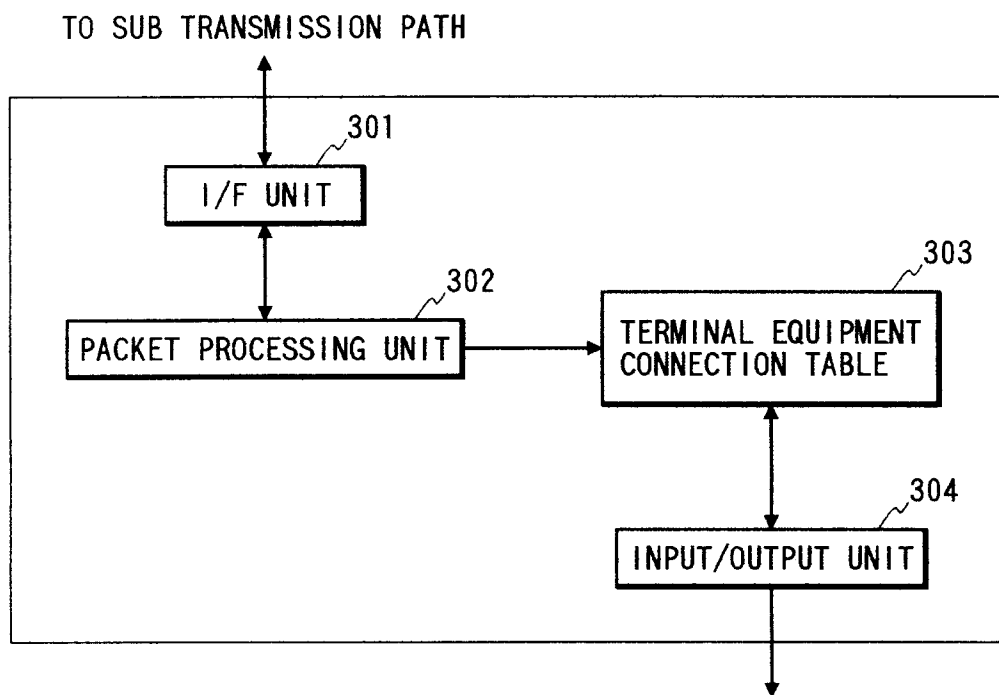 TO SUB TRANSMISSION PATH
301
I/F UNIT
302
PACKET PROCESSING UNIT
303
TERMINAL EQUIPMENT
CONNECTION TABLE
304
INPUT/OUTPUT UNIT